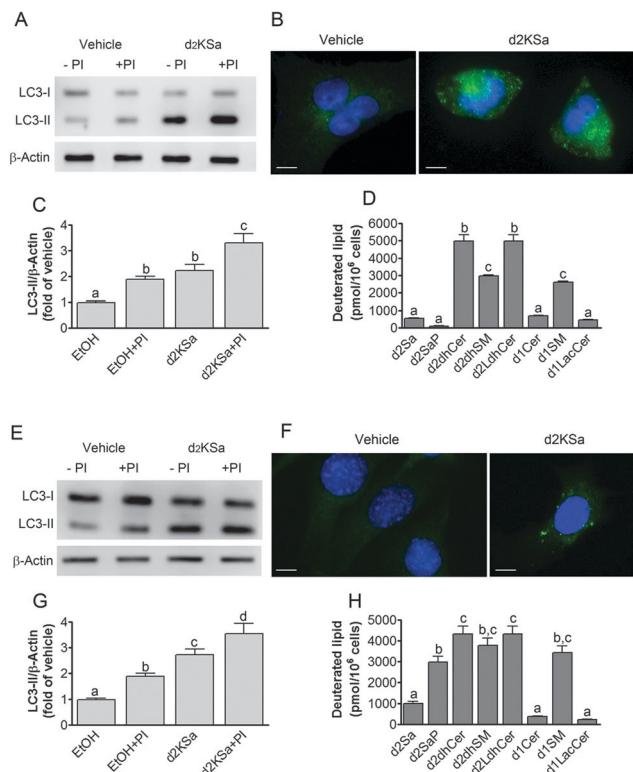 A
Vehicle d2KSa
- PI +PI - PI +PI
LC3-I
LC3-II
β-Actin
B
Vehicle d2KSa
C
LC3-II/β-Actin
(fold of vehicle)
4
3
2
1
0
a b b c
EtOH EtOH+PI d2KSa d2KSa+PI
D
Deuterated lipid
(pmol/10⁶ cells)
6000
5000
4000
3000
2000
1000
0
a a b c b a c a
d2Sa d2SaP d2dhCer d2dhSM d2LdhCer d1Cer d1SM d1LacCer
E
Vehicle d2KSa
- PI +PI - PI +PI
LC3-I
LC3-II
β-Actin
F
Vehicle d2KSa
G
LC3-II/β-Actin
(fold of vehicle)
4
3
2
1
0
a b c d
EtOH EtOH+PI d2KSa d2KSa+PI
H
Deuterated lipid
(pmol/10⁶ cells)
6000
5000
4000
3000
2000
1000
0
a b c b,c c a b,c a
d2Sa d2SaP d2dhCer d2dhSM d2LdhCer d1Cer d1SM d1LacCer